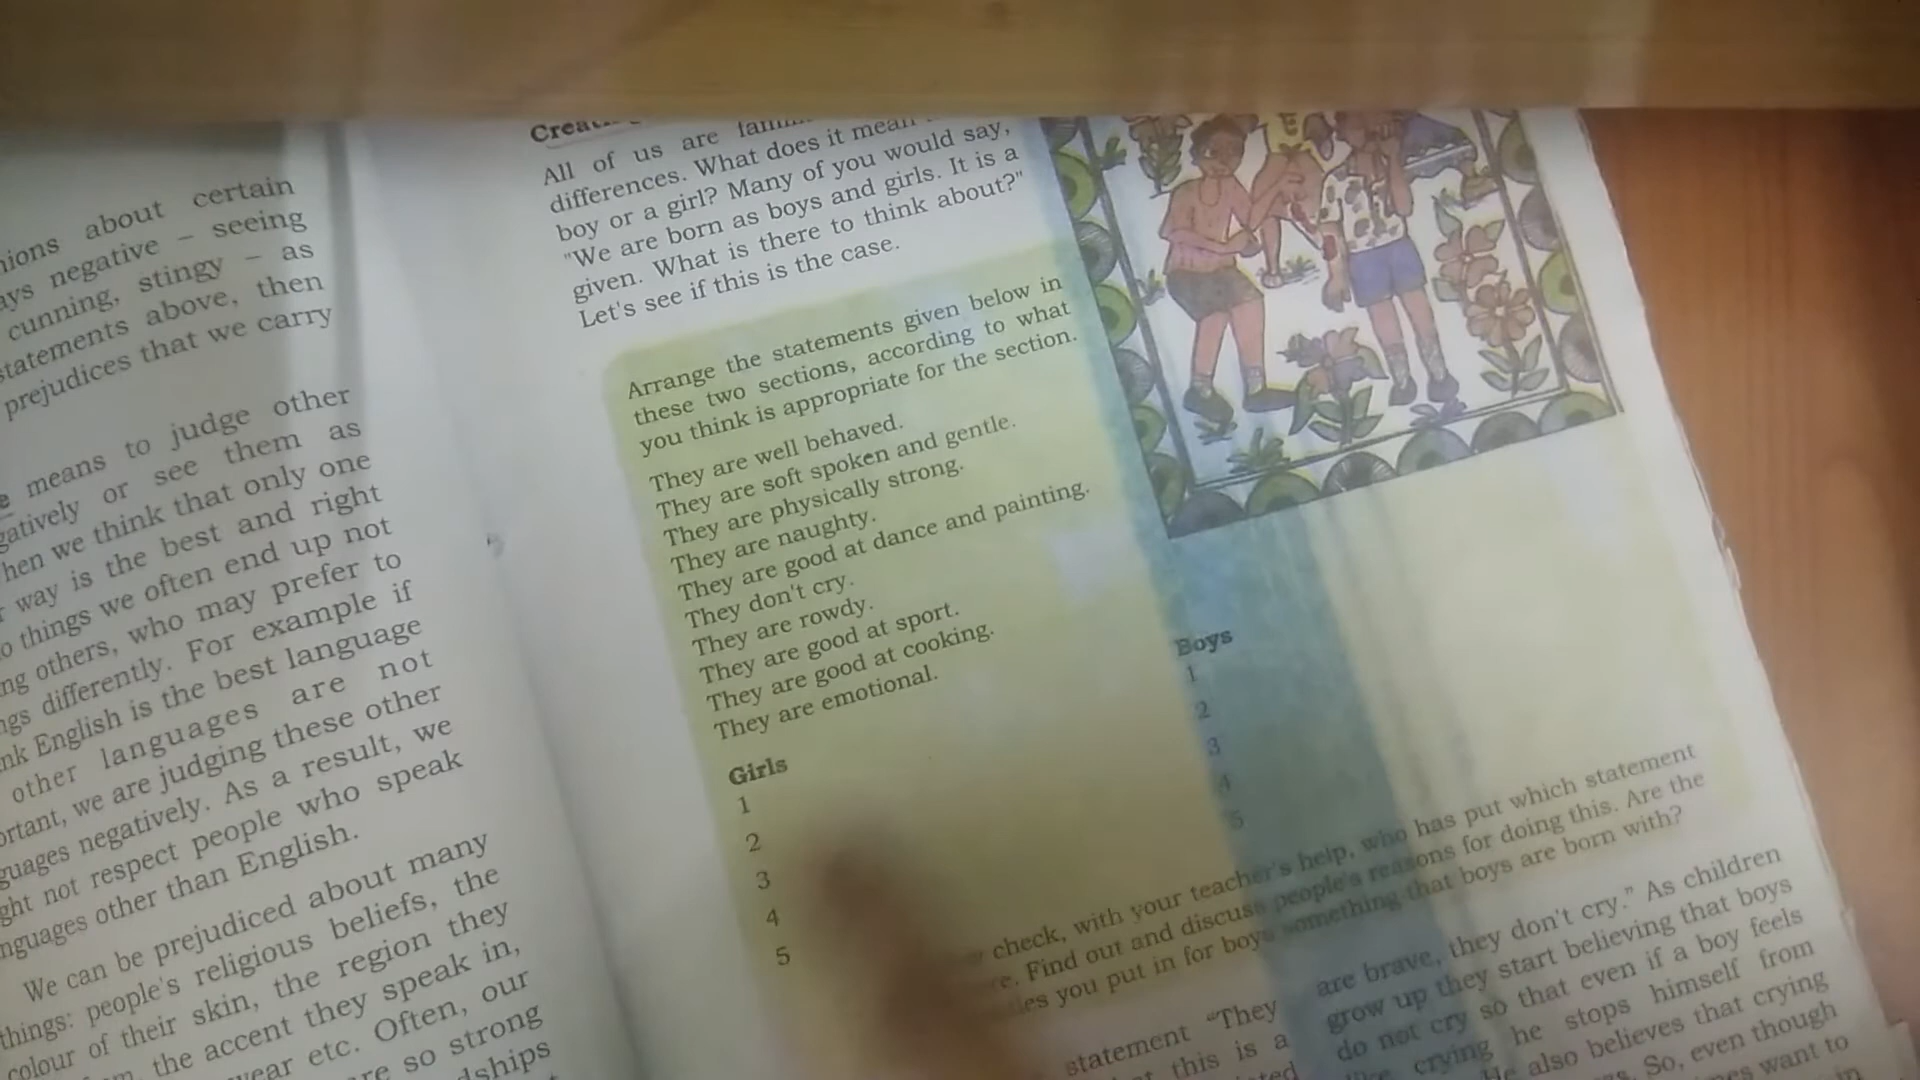 about certain
negative – seeing
cunning, stingy – as
statements above, then
prejudices that we carry
means to judge other
or see them as
we think that only one
way is the best and right
things we often end up not
others, who may prefer to
differently. For example if
English is the best language
other languages are not
we are judging these other
negatively. As a result, we
not respect people who speak
other than English.
We can be prejudiced about many
things: people's religious beliefs, the
colour of their skin, the region they
the accent they speak in,
etc. Often, our
so strong
All of us are
differences. What does it mean
boy or a girl? Many of you would say,
"We are born as boys and girls. It is a
given. What is there to think about?"
Let's see if this is the case.
Arrange the statements given below in
these two sections, according to what
you think is appropriate for the section.
They are well behaved.
They are soft spoken and gentle.
They are physically strong.
They are naughty.
They are good at dance and painting.
They don't cry.
They are rowdy.
They are good at sport.
They are good at cooking.
They are emotional.
Girls
1
2
3
4
5
Boys
1
2
3
4
5
check, with your teacher's help, who has put which statement
Find out and discuss people's reasons for doing this. Are the
you put in for boys something that boys are born with?
statement "They
this is a
are brave, they don't cry." As children
grow up they start believing that boys
do not cry so that even if a boy feels
crying he stops himself from
also believes that crying
So, even though
want to